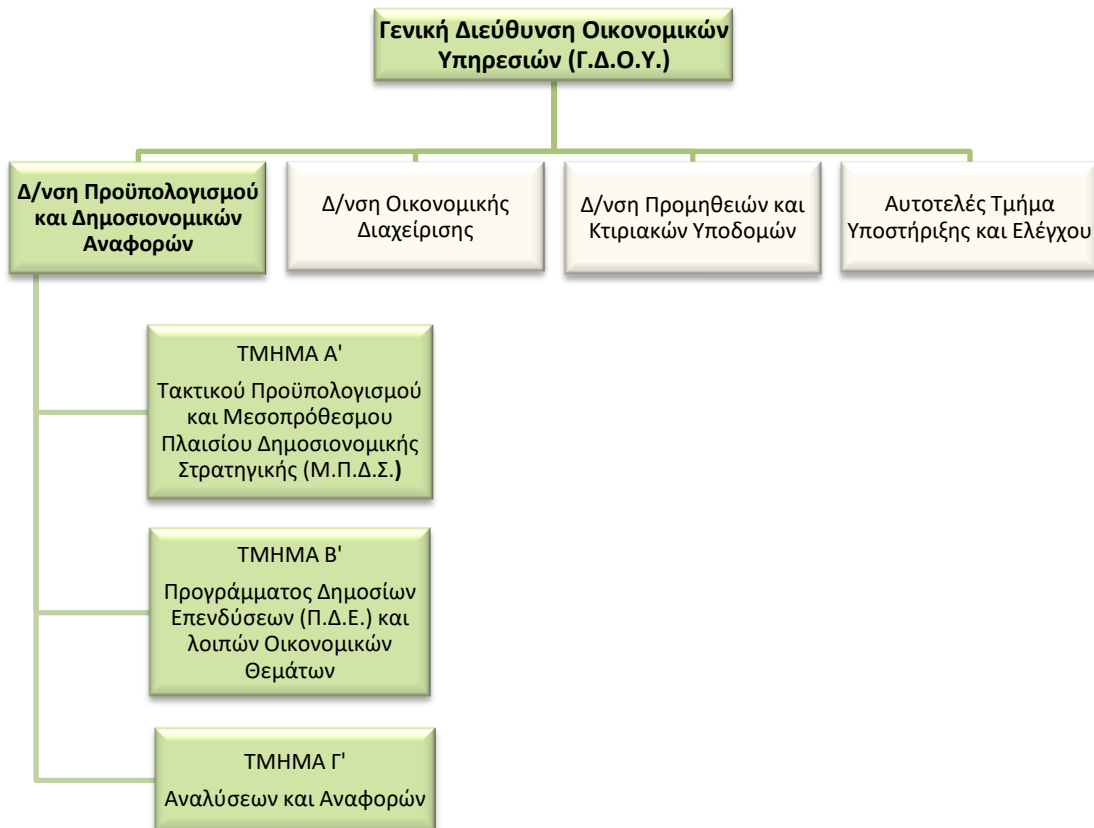 Γενική Διεύθυνση Οικονομικών
Υπηρεσιών (Γ.Δ.Ο.Υ.)
Δ/νση Προϋπολογισμού
και Δημοσιονομικών
Αναφορών
Δ/νση Οικονομικής
Διαχείρισης
Δ/νση Προμηθειών και
Κτιριακών Υποδομών
Αυτοτελές Τμήμα
Υποστήριξης και Ελέγχου
ΤΜΗΜΑ Α'
Τακτικού Προϋπολογισμού
και Μεσοπρόθεσμου
Πλαισίου Δημοσιονομικής
Στρατηγικής (Μ.Π.Δ.Σ.)
ΤΜΗΜΑ Β'
Προγράμματος Δημοσίων
Επενδύσεων (Π.Δ.Ε.) και
λοιπών Οικονομικών
Θεμάτων
ΤΜΗΜΑ Γ'
Αναλύσεων και Αναφορών